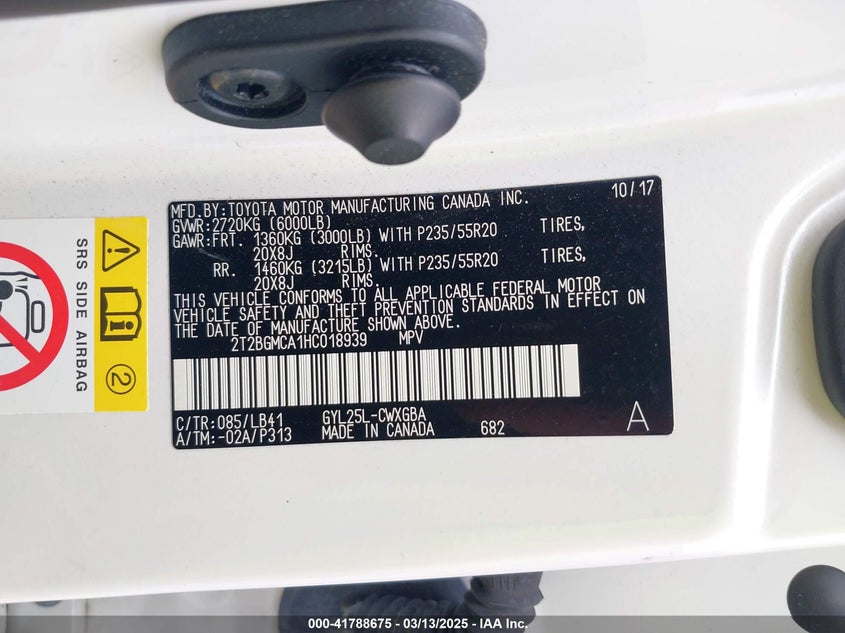 MFD.BY:TOYOTA MOTOR MANUFACTURING CANADA INC. 10/17
GVWR:2720KG (6000LB)
GAWR:FRT. 1360KG (3000LB) WITH P235/55R20 TIRES,
20X8J RIMS.
RR. 1460KG (3215LB) WITH P235/55R20 TIRES,
20X8J RIMS.
THIS VEHICLE CONFORMS TO ALL APPLICABLE FEDERAL MOTOR
VEHICLE SAFETY AND THEFT PREVENTION STANDARDS IN EFFECT ON
THE DATE OF MANUFACTURE SHOWN ABOVE.
2T2BGMCA1HC018939 MPV
C/TR:085/LB41 GYL25L-CWXGBA
A/TM:-02A/P313 MADE IN CANADA 682 A
SRS SIDE AIRBAG
2
000-41788675 - 03/13/2025 - IAA Inc.